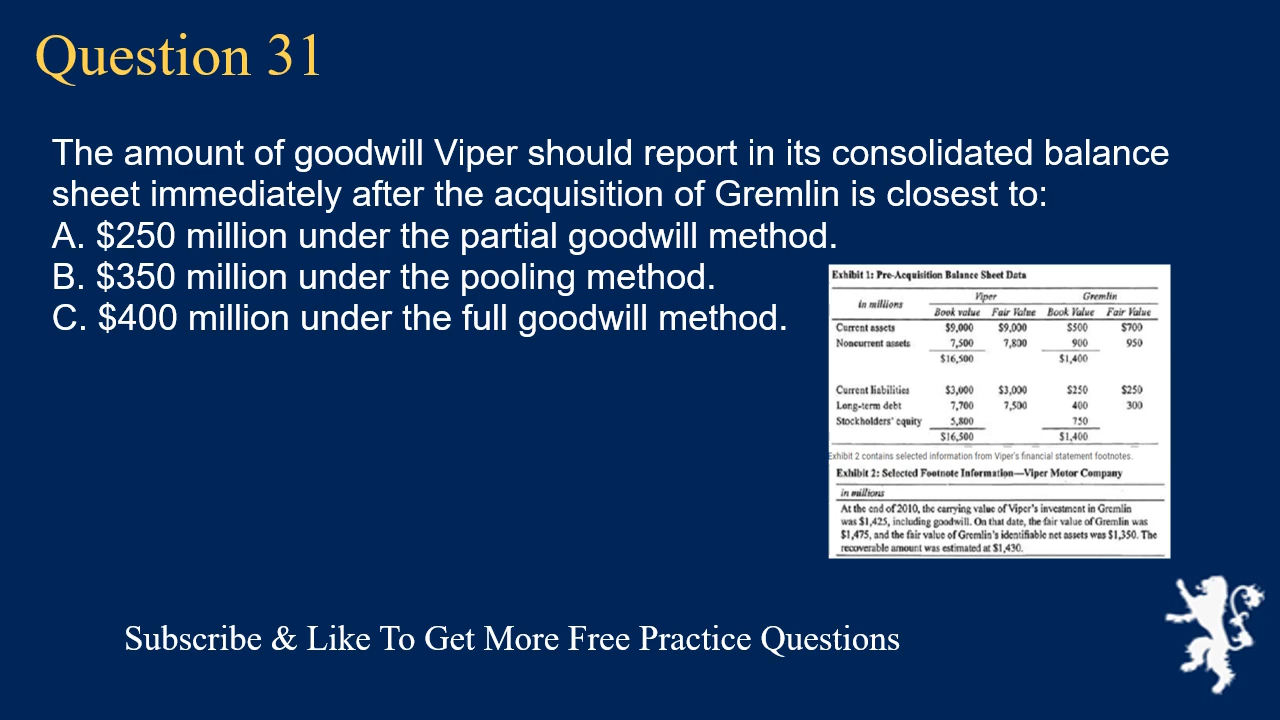 Question 31
The amount of goodwill Viper should report in its consolidated balance
sheet immediately after the acquisition of Gremlin is closest to:
A. $250 million under the partial goodwill method.
B. $350 million under the pooling method.
C. $400 million under the full goodwill method.
Exhibit 1: Pre-Acquisition Balance Sheet Data
in millions Viper Gremlin
Book value Fair Value Book Value Fair Value
Current assets $9,000 $9,000 $500 $700
Noncurrent assets 7,500 7,800 900 950
$16,500 $1,400
Current liabilities $3,000 $3,000 $250 $250
Long-term debt 7,700 7,500 400 300
Stockholders' equity 5,800 750
$16,500 $1,400
Exhibit 2 contains selected information from Viper's financial statement footnotes.
Exhibit 2: Selected Footnote Information—Viper Motor Company
in millions
At the end of 2010, the carrying value of Viper's investment in Gremlin
was $1,425, including goodwill. On that date, the fair value of Gremlin was
$1,475, and the fair value of Gremlin's identifiable net assets was $1,350. The
recoverable amount was estimated at $1,430.
Subscribe & Like To Get More Free Practice Questions